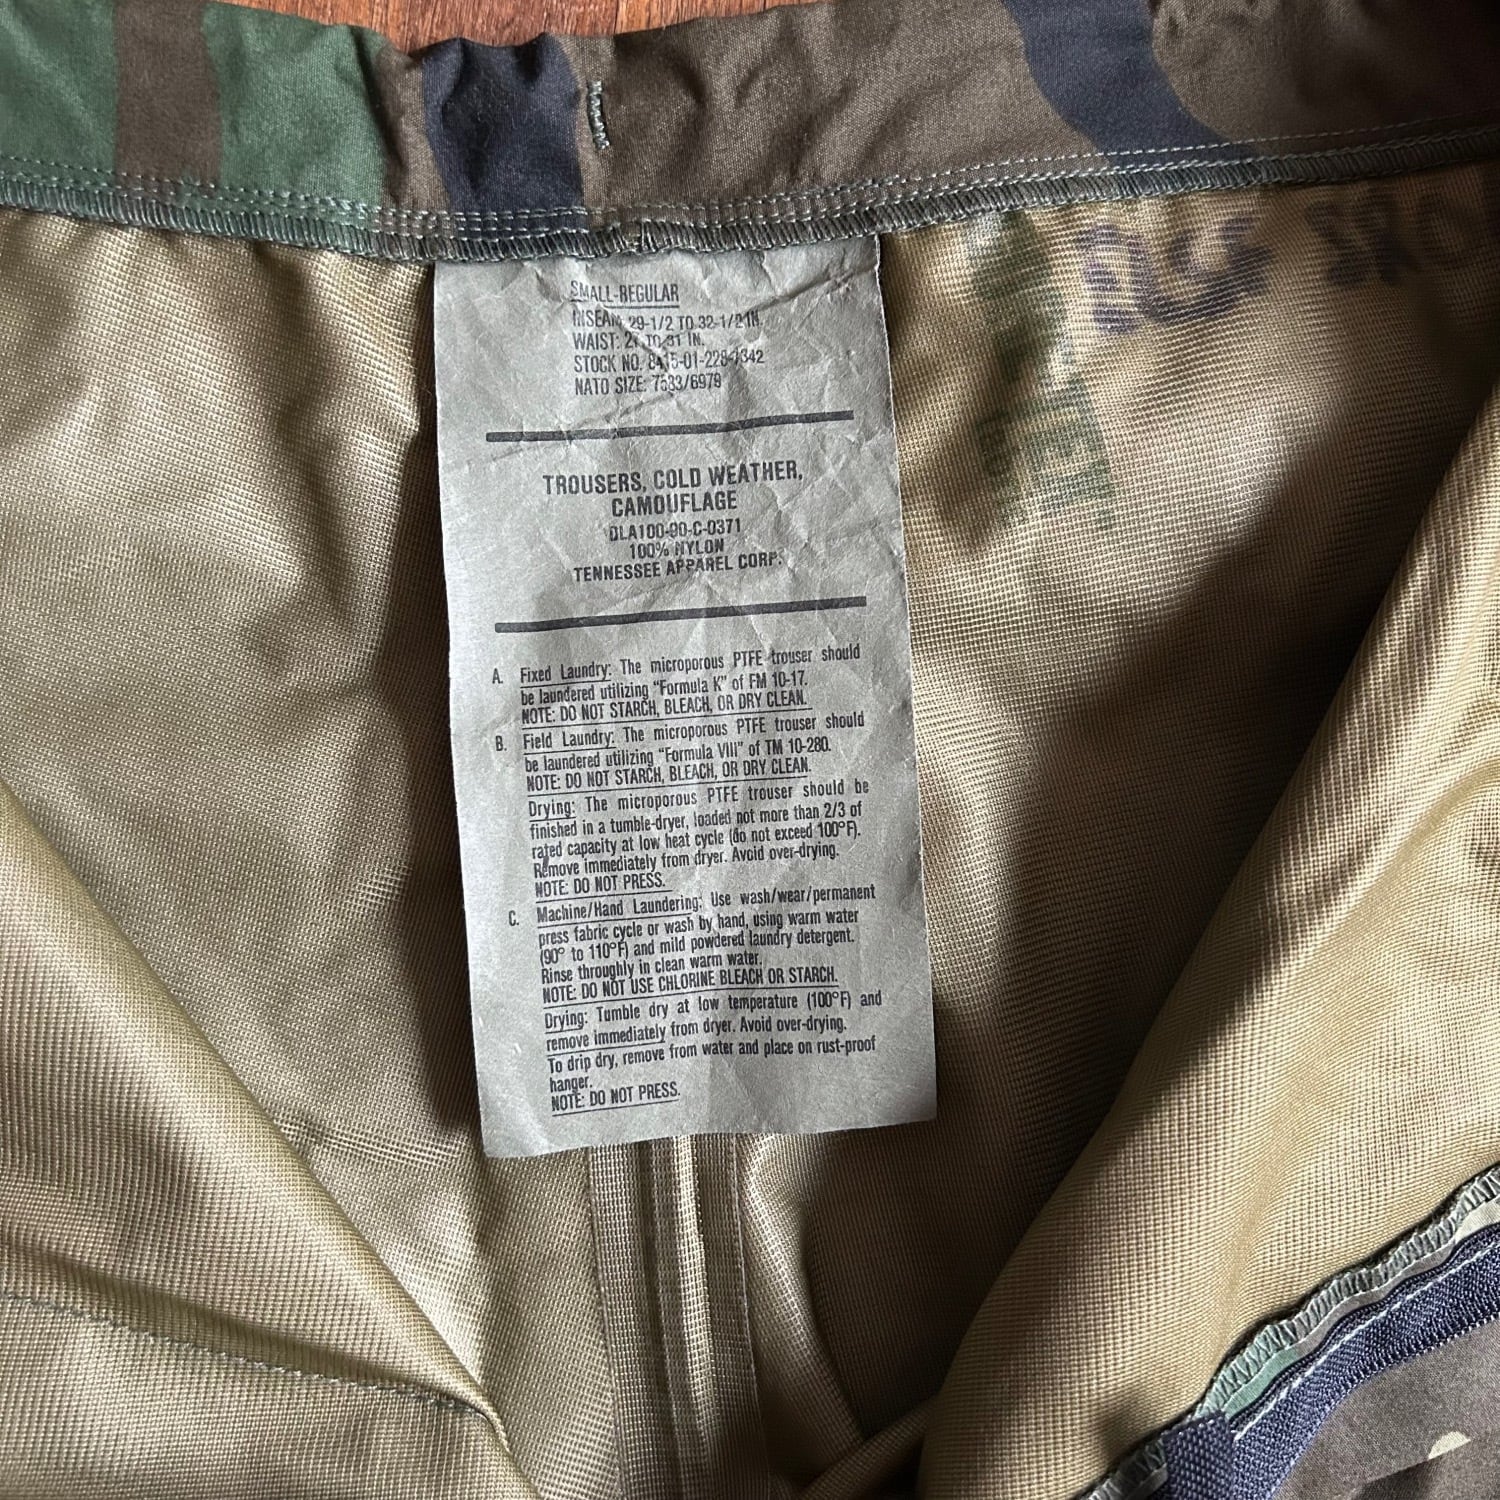 SMALL-REGULAR
INSEAM: 29-1/2 TO 32-1/2 IN.
WAIST: 27 TO 31 IN.
STOCK NO. 8415-01-228-1342
NATO SIZE: 7583/6979
TROUSERS, COLD WEATHER,
CAMOUFLAGE
DLA100-90-C-0371
100% NYLON
TENNESSEE APPAREL CORP.
A. Fixed Laundry: The microporous PTFE trouser should
be laundered utilizing "Formula K" of FM 10-17.
NOTE: DO NOT STARCH, BLEACH, OR DRY CLEAN.
B. Field Laundry: The microporous PTFE trouser should
be laundered utilizing "Formula VIII" of TM 10-280.
NOTE: DO NOT STARCH, BLEACH, OR DRY CLEAN.
Drying: The microporous PTFE trouser should be
finished in a tumble-dryer, loaded not more than 2/3 of
rated capacity at low heat cycle (do not exceed 100°F).
Remove immediately from dryer. Avoid over-drying.
NOTE: DO NOT PRESS.
C. Machine/Hand Laundering: Use wash/wear/permanent
press fabric cycle or wash by hand, using warm water
(90° to 110°F) and mild powdered laundry detergent.
Rinse throughly in clean warm water.
NOTE: DO NOT USE CHLORINE BLEACH OR STARCH.
Drying: Tumble dry at low temperature (100°F) and
remove immediately from dryer. Avoid over-drying.
To drip dry, remove from water and place on rust-proof
hanger.
NOTE: DO NOT PRESS.